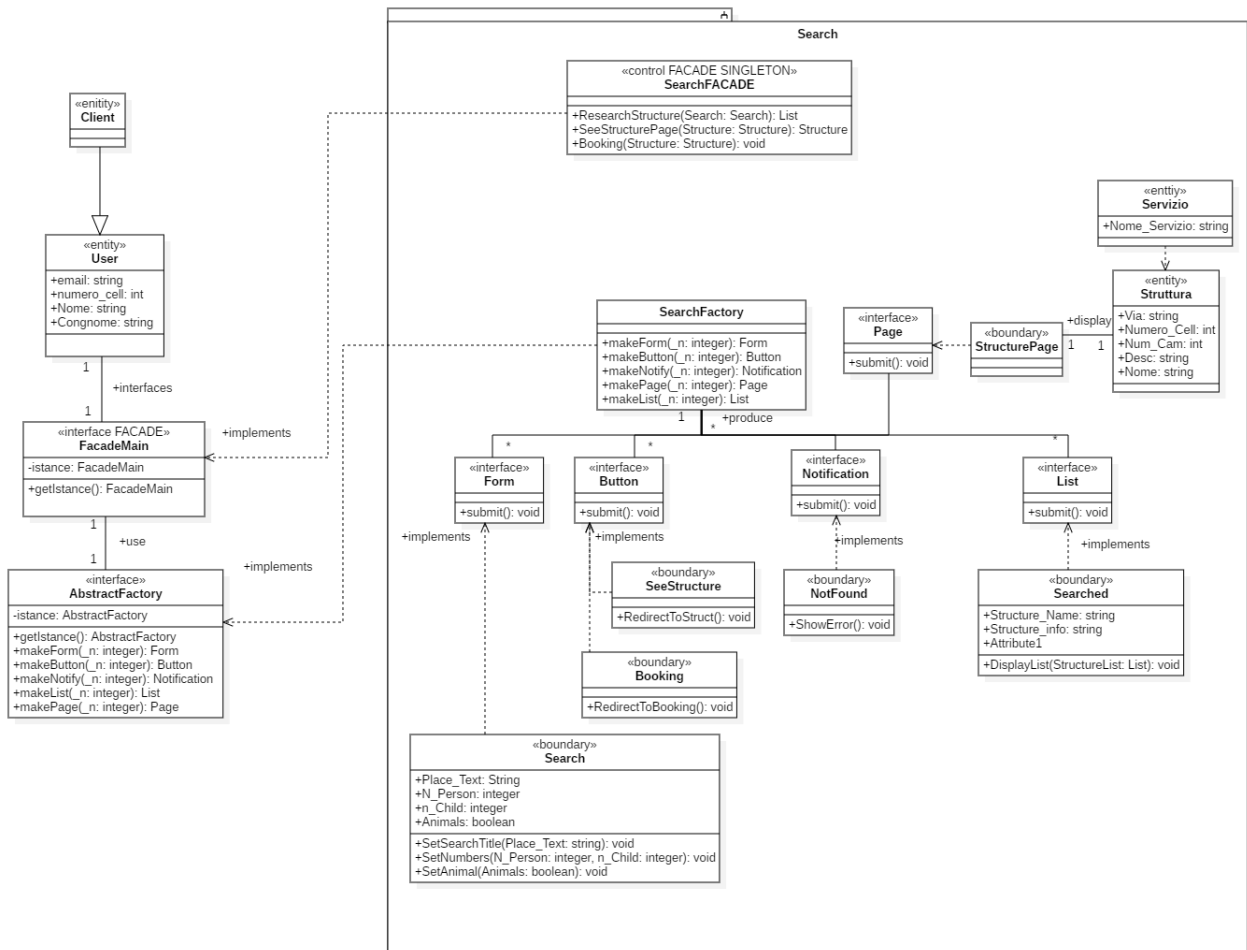 Search
«control FACADE SINGLETON»
SearchFACADE
+ResearchStructure(Search: Search): List
+SeeStructurePage(Structure: Structure): Structure
+Booking(Structure: Structure): void
«enitity»
Client
«enttiy»
Servizio
+Nome_Servizio: string
«entity»
User
+email: string
+numero_cell: int
+Nome: string
+Congnome: string
1
+interfaces
1
«entity»
Struttura
+Via: string
+Numero_Cell: int
+Num_Cam: int
+Desc: string
+Nome: string
+display
1
1
«boundary»
StructurePage
«interface»
Page
+submit(): void
SearchFactory
+makeForm(_n: integer): Form
+makeButton(_n: integer): Button
+makeNotify(_n: integer): Notification
+makePage(_n: integer): Page
+makeList(_n: integer): List
1
+produce
*
*
*
*
«interface FACADE»
FacadeMain
-istance: FacadeMain
+getIstance(): FacadeMain
+implements
1
+use
1
+implements
«interface»
AbstractFactory
-istance: AbstractFactory
+getIstance(): AbstractFactory
+makeForm(_n: integer): Form
+makeButton(_n: integer): Button
+makeNotify(_n: integer): Notification
+makeList(_n: integer): List
+makePage(_n: integer): Page
«interface»
Form
+submit(): void
«interface»
Button
+submit(): void
«interface»
Notification
+submit(): void
«interface»
List
+submit(): void
+implements
+implements
+implements
+implements
«boundary»
SeeStructure
+RedirectToStruct(): void
«boundary»
NotFound
+ShowError(): void
«boundary»
Searched
+Structure_Name: string
+Structure_info: string
+Attribute1
+DisplayList(StructureList: List): void
«boundary»
Booking
+RedirectToBooking(): void
«boundary»
Search
+Place_Text: String
+N_Person: integer
+n_Child: integer
+Animals: boolean
+SetSearchTitle(Place_Text: string): void
+SetNumbers(N_Person: integer, n_Child: integer): void
+SetAnimal(Animals: boolean): void